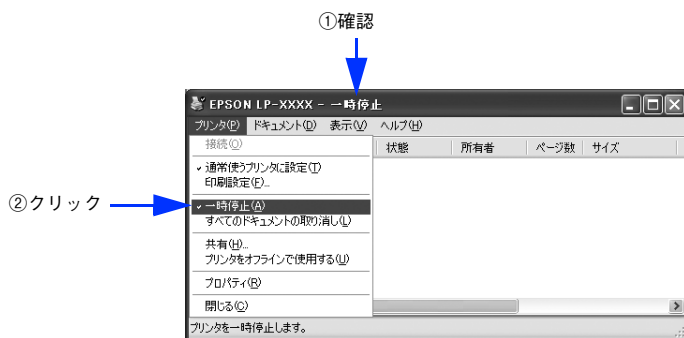 ①確認
EPSON LP-XXXX - 一時停止
プリンタ(P) ドキュメント(D) 表示(V) ヘルプ(H)
接続(O) 状態 所有者 ページ数 サイズ
通常使うプリンタに設定(T)
印刷設定(F)...
②クリック 一時停止(A)
すべてのドキュメントの取り消し(L)
共有(H)...
プリンタをオフラインで使用する(U)
プロパティ(R)
閉じる(C)
プリンタを一時停止します。